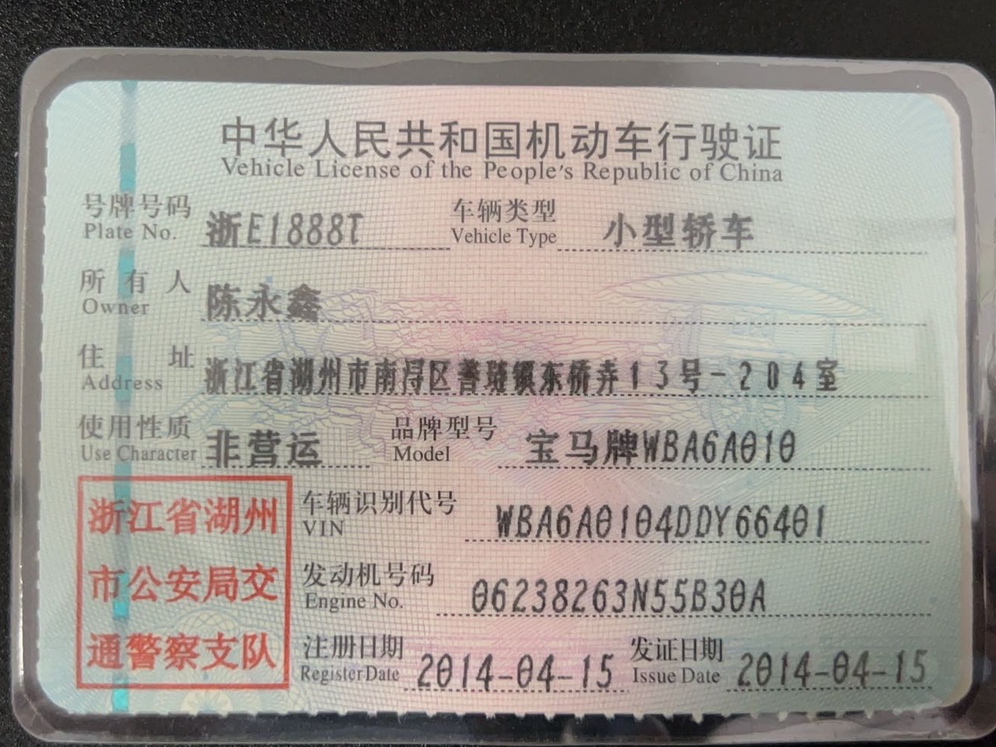 中华人民共和国机动车行驶证
Vehicle License of the People's Republic of China
号牌号码 浙E1888T 车辆类型 小型轿车
Plate No. Vehicle Type
所有人 陈永鑫
Owner
住址 浙江省湖州市南浔区善琏镇东桥弄13号-204室
Address
使用性质 非营运 品牌型号 宝马牌WBA6A010
Use Character Model
浙江省湖州
市公安局交
通警察支队
车辆识别代号 WBA6A0104DDY66401
VIN
发动机号码 06238263N55B30A
Engine No.
注册日期 2014-04-15 发证日期 2014-04-15
Register Date Issue Date